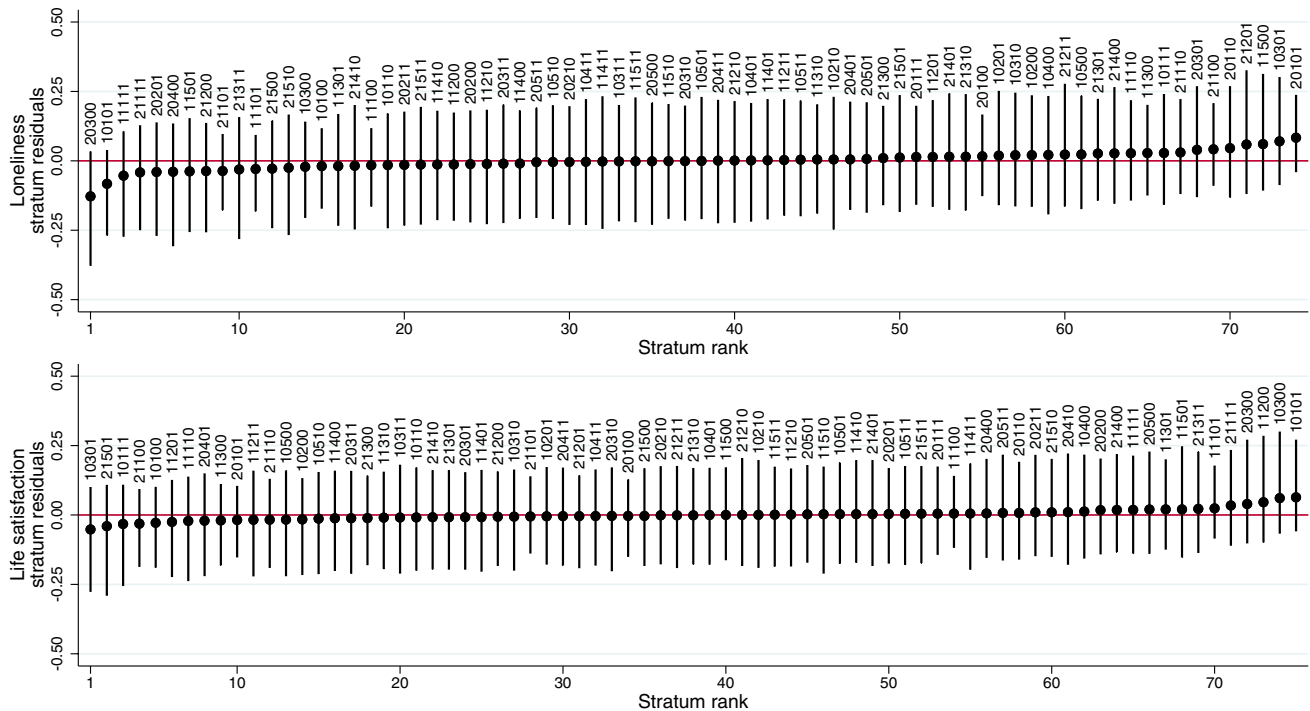 Loneliness
stratum residuals
0.50
0.25
0.00
-0.25
-0.50
20300 10101 11111 21111 20201 20400 11501 21200 21101 21311 11101 21500 21510 10300 10100 11301 21410 11100 10110 20211 21511 11410 11200 20200 11210 20311 11400 20511 10510 20210 10411 11411 10311 11511 20500 11510 20310 10501 20411 21210 10401 11401 11211 10511 11310 10210 20401 20501 21300 21501 20111 11201 21401 21310 20100 10201 10310 10200 10400 21211 10500 21301 21400 11110 11300 10111 21110 20301 21100 20110 21201 11500 10301 20101
1 10 20 30 40 50 60 70
Stratum rank
Life satisfaction
stratum residuals
0.50
0.25
0.00
-0.25
-0.50
10301 21501 10111 21100 10100 11201 11110 20401 11300 20101 11211 21110 10500 10200 10510 11400 20311 21300 11310 10311 10110 21410 21301 20301 11401 21200 10310 21101 10201 20411 21201 10411 20310 20100 21500 20210 21211 21310 10401 11500 21210 10210 11511 11210 20501 11510 10501 11410 21401 20201 10511 21511 20111 11100 11411 20400 20511 20110 20211 21510 20410 10400 20200 21400 11111 20500 11301 11501 21311 11101 21111 20300 11200 10300 10101
1 10 20 30 40 50 60 70
Stratum rank